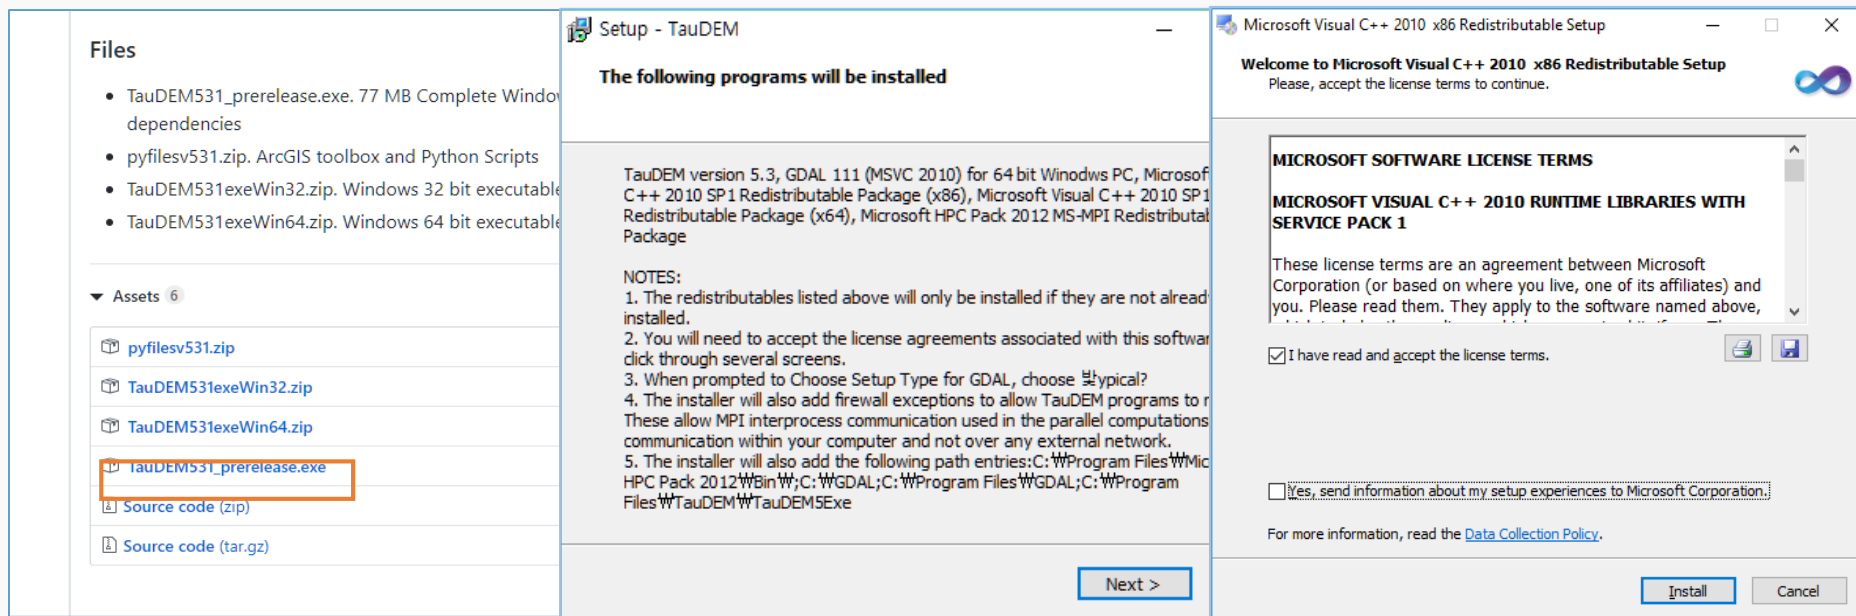 Files
TauDEM531_prerelease.exe. 77 MB Complete Window
dependencies
pyfilesv531.zip. ArcGIS toolbox and Python Scripts
TauDEM531exeWin32.zip. Windows 32 bit executable
TauDEM531exeWin64.zip. Windows 64 bit executable
Assets 6
pyfilesv531.zip
TauDEM531exeWin32.zip
TauDEM531exeWin64.zip
TauDEM531_prerelease.exe
Source code (zip)
Source code (tar.gz)
Setup - TauDEM
The following programs will be installed
TauDEM version 5.3, GDAL 111 (MSVC 2010) for 64 bit Winodws PC, Microsof
C++ 2010 SP1 Redistributable Package (x86), Microsoft Visual C++ 2010 SP1
Redistributable Package (x64), Microsoft HPC Pack 2012 MS-MPI Redistributal
Package
NOTES:
1. The redistributables listed above will only be installed if they are not alread
installed.
2. You will need to accept the license agreements associated with this softwar
click through several screens.
3. When prompted to Choose Setup Type for GDAL, choose 밫ypical?
4. The installer will also add firewall exceptions to allow TauDEM programs to r
These allow MPI interprocess communication used in the parallel computations
communication within your computer and not over any external network.
5. The installer will also add the following path entries:C:₩Program Files₩Mic
HPC Pack 2012₩Bin₩;C:₩GDAL;C:₩Program Files₩GDAL;C:₩Program
Files₩TauDEM₩TauDEM5Exe
Next >
Microsoft Visual C++ 2010 x86 Redistributable Setup
Welcome to Microsoft Visual C++ 2010 x86 Redistributable Setup
Please, accept the license terms to continue.
MICROSOFT SOFTWARE LICENSE TERMS
MICROSOFT VISUAL C++ 2010 RUNTIME LIBRARIES WITH
SERVICE PACK 1
These license terms are an agreement between Microsoft
Corporation (or based on where you live, one of its affiliates) and
you. Please read them. They apply to the software named above,
I have read and accept the license terms.
Yes, send information about my setup experiences to Microsoft Corporation.
For more information, read the Data Collection Policy.
Install
Cancel